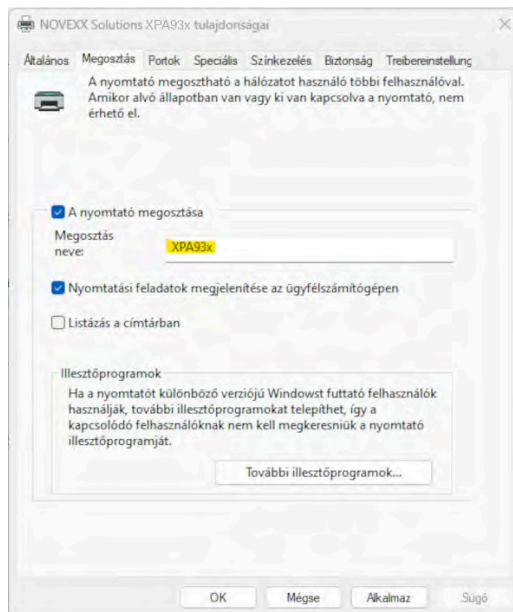 NOVEXX Solutions XPA93x tulajdonságai
Általános Megosztás Portok Speciális Színkezelés Biztonság Treibereinstellung
A nyomtató megosztható a hálózatot használó többi felhasználóval.
Amikor alvó állapotban van vagy ki van kapcsolva a nyomtató, nem
érhető el.
A nyomtató megosztása
Megosztás
neve:
XPA93x
Nyomtatási feladatok megjelenítése az ügyfélszámítógépen
Listázás a címtárban
Illesztőprogramok
Ha a nyomtatót különböző verziójú Windowst futtató felhasználók
használják, további illesztőprogramokat telepíthet, így a
kapcsolódó felhasználóknak nem kell megkeresniük a nyomtató
illesztőprogramját.
További illesztőprogramok...
OK Mégse Alkalmaz Súgó